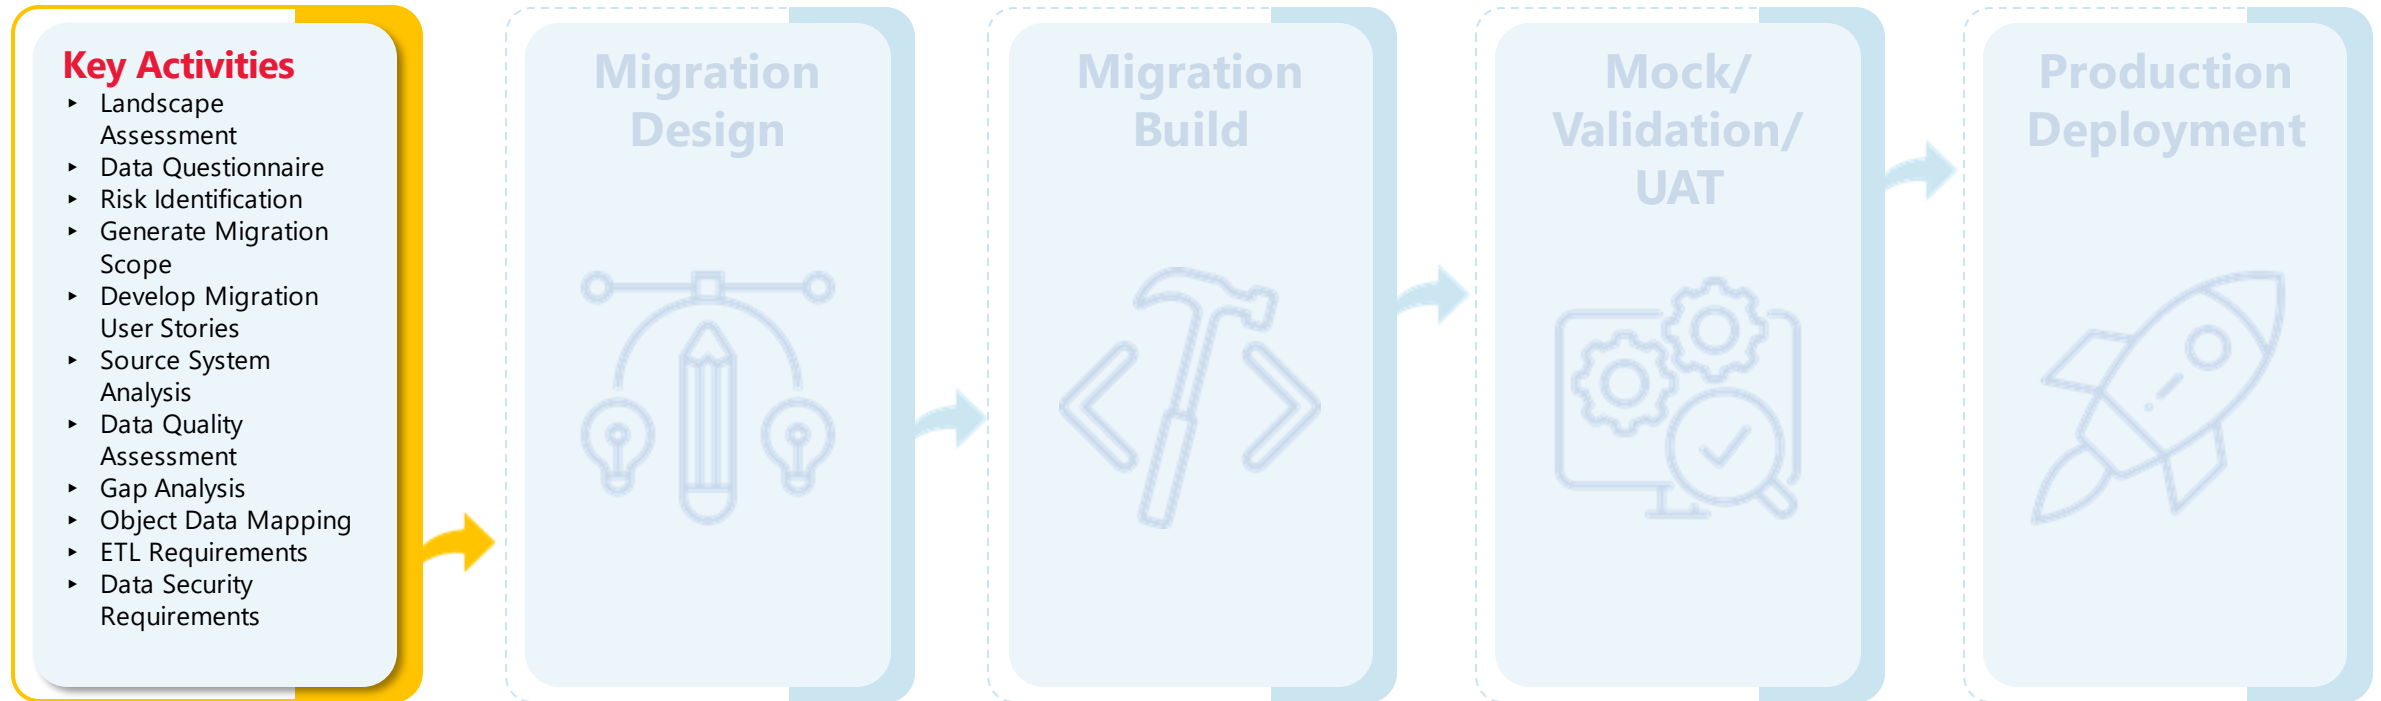 Key Activities
‣ Landscape
Assessment
‣ Data Questionnaire
‣ Risk Identification
‣ Generate Migration
Scope
‣ Develop Migration
User Stories
‣ Source System
Analysis
‣ Data Quality
Assessment
‣ Gap Analysis
‣ Object Data Mapping
‣ ETL Requirements
‣ Data Security
Requirements
Migration
Design
Migration
Build
Mock/
Validation/
UAT
Production
Deployment